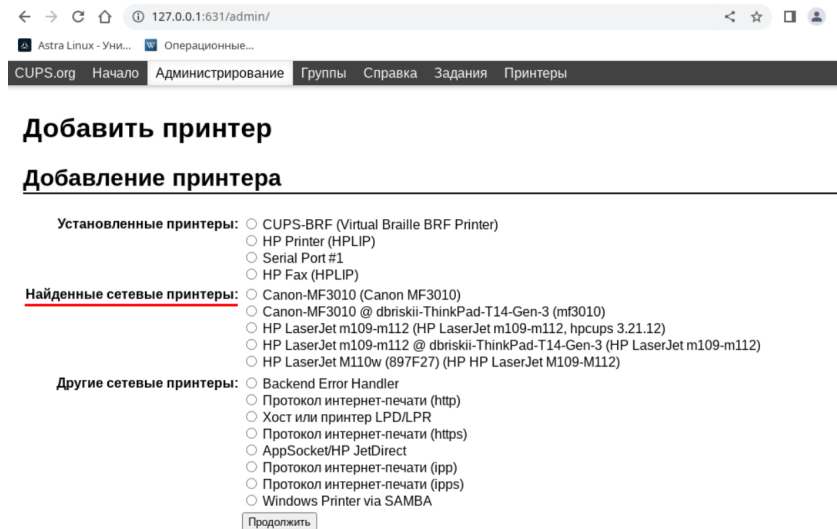 127.0.0.1:631/admin/
Astra Linux - Уни... Операционные...
CUPS.org Начало Администрирование Группы Справка Задания Принтеры
Добавить принтер
Добавление принтера
Установленные принтеры: CUPS-BRF (Virtual Braille BRF Printer)
HP Printer (HPLIP)
Serial Port #1
HP Fax (HPLIP)
Найденные сетевые принтеры: Canon-MF3010 (Canon MF3010)
Canon-MF3010 @ dbriskii-ThinkPad-T14-Gen-3 (mf3010)
HP LaserJet m109-m112 (HP LaserJet m109-m112, hpcups 3.21.12)
HP LaserJet m109-m112 @ dbriskii-ThinkPad-T14-Gen-3 (HP LaserJet m109-m112)
HP LaserJet M110w (897F27) (HP HP LaserJet M109-M112)
Другие сетевые принтеры: Backend Error Handler
Протокол интернет-печати (http)
Хост или принтер LPD/LPR
Протокол интернет-печати (https)
AppSocket/HP JetDirect
Протокол интернет-печати (ipp)
Протокол интернет-печати (ipps)
Windows Printer via SAMBA
Продолжить